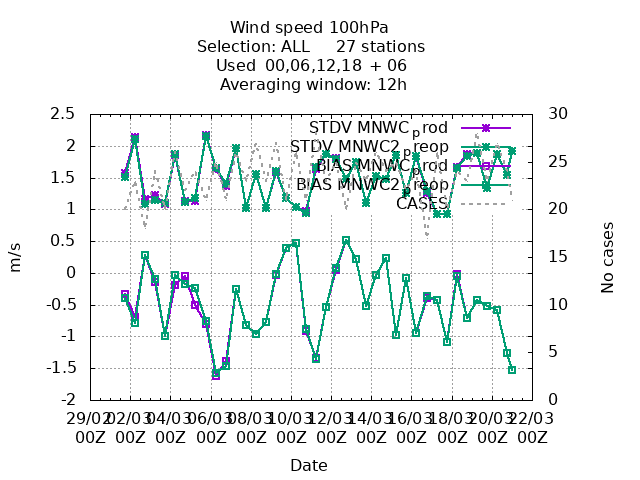 Wind speed 100hPa
Selection: ALL 27 stations
Used 00,06,12,18 + 06
Averaging window: 12h
STDV MNWC_prod
STDV MNWC2_preop
BIAS MNWC_prod
BIAS MNWC2_preop
CASES
2.5
2
1.5
1
0.5
0
-0.5
-1
-1.5
-2
m/s
30
25
20
15
10
5
0
No cases
29/02 02/03 04/03 06/03 08/03 10/03 12/03 14/03 16/03 18/03 20/03 22/03
00Z 00Z 00Z 00Z 00Z 00Z 00Z 00Z 00Z 00Z 00Z 00Z
Date